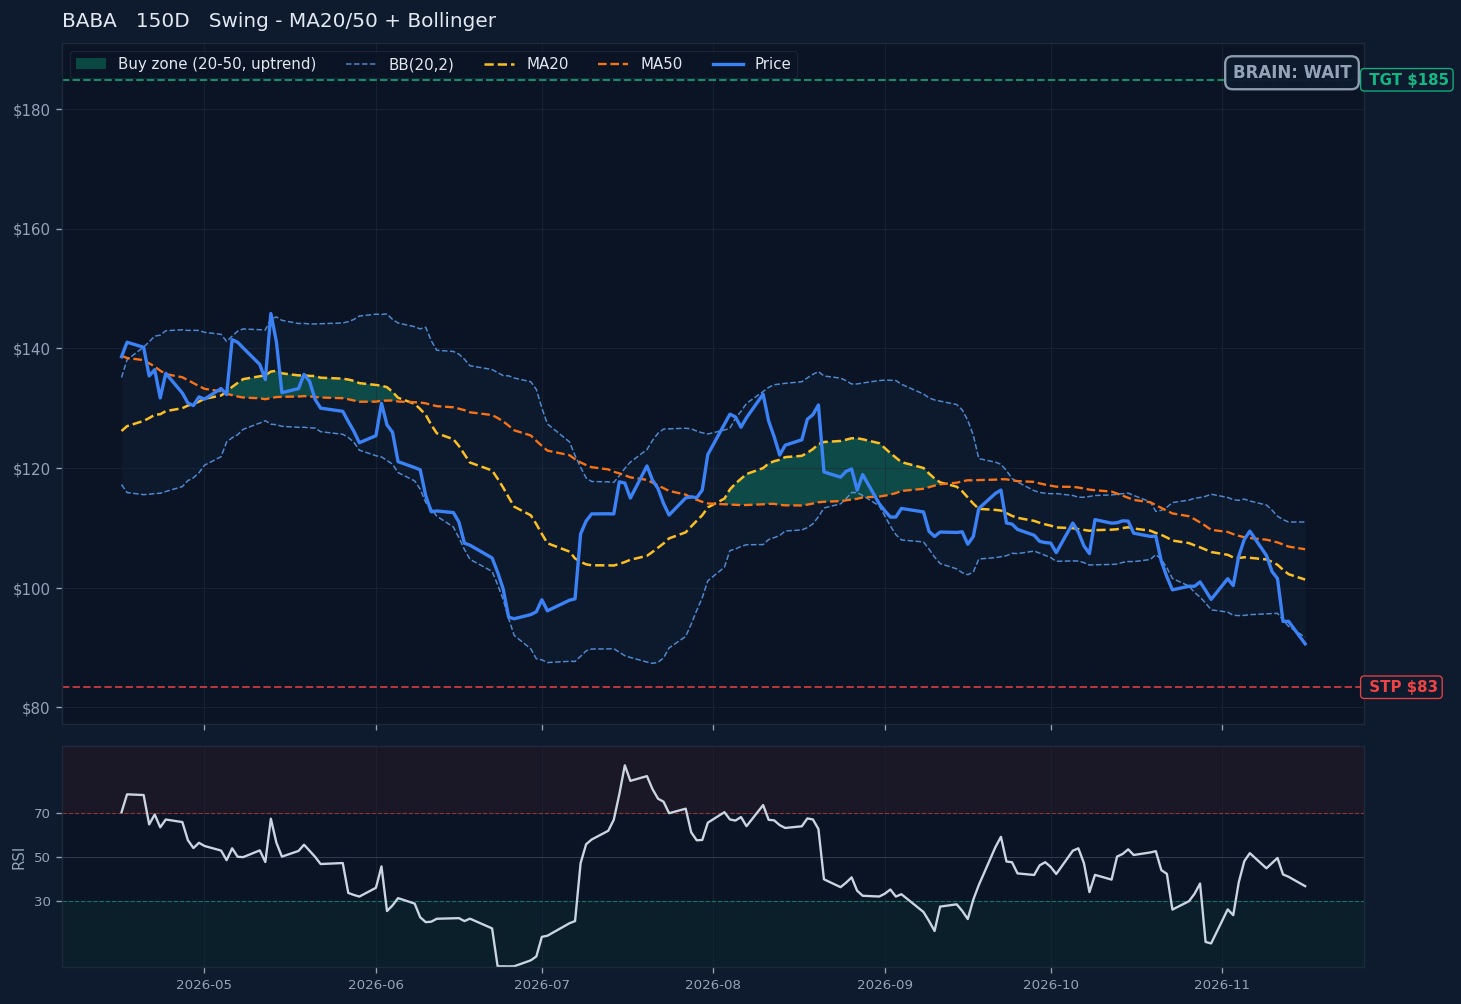 BABA 150D Swing - MA20/50 + Bollinger
Buy zone (20-50, uptrend) BB(20,2) MA20 MA50 Price
BRAIN: WAIT
TGT $185
$180
$160
$140
$120
$100
STP $83
$80
70
50
30
RSI
2026-05 2026-06 2026-07 2026-08 2026-09 2026-10 2026-11